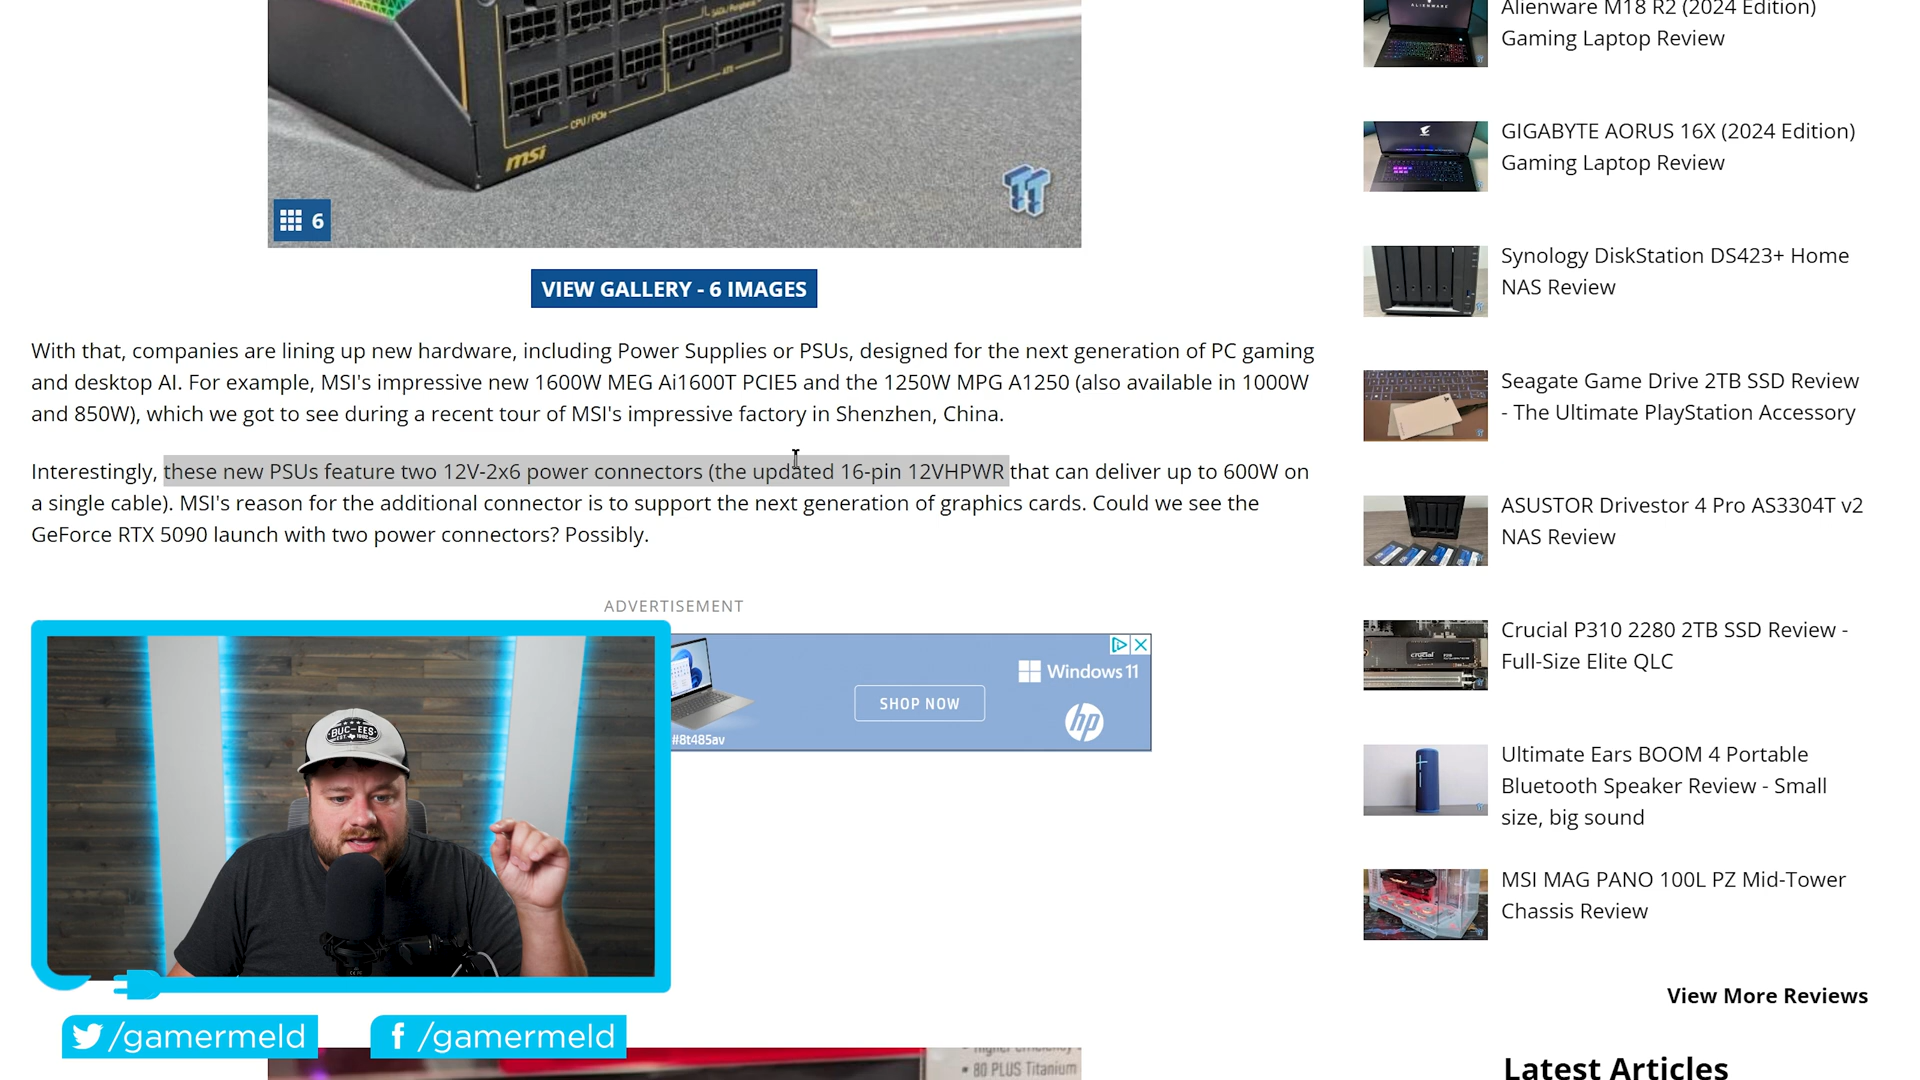 Alienware M18 R2 (2024 Edition)
Gaming Laptop Review
GIGABYTE AORUS 16X (2024 Edition)
Gaming Laptop Review
Synology DiskStation DS423+ Home
NAS Review
Seagate Game Drive 2TB SSD Review
- The Ultimate PlayStation Accessory
ASUSTOR Drivestor 4 Pro AS3304T v2
NAS Review
Crucial P310 2280 2TB SSD Review -
Full-Size Elite QLC
Ultimate Ears BOOM 4 Portable
Bluetooth Speaker Review - Small
size, big sound
MSI MAG PANO 100L PZ Mid-Tower
Chassis Review
View More Reviews
Latest Articles
CPU / PCIe
ATX
msi
TT
6
VIEW GALLERY - 6 IMAGES
With that, companies are lining up new hardware, including Power Supplies or PSUs, designed for the next generation of PC gaming
and desktop AI. For example, MSI's impressive new 1600W MEG Ai1600T PCIE5 and the 1250W MPG A1250 (also available in 1000W
and 850W), which we got to see during a recent tour of MSI's impressive factory in Shenzhen, China.
Interestingly, these new PSUs feature two 12V-2x6 power connectors (the updated 16-pin 12VHPWR that can deliver up to 600W on
a single cable). MSI's reason for the additional connector is to support the next generation of graphics cards. Could we see the
GeForce RTX 5090 launch with two power connectors? Possibly.
ADVERTISEMENT
Windows 11
SHOP NOW
hp
#8t485av
BUC-EES
/gamermeld
f /gamermeld
• 80 PLUS Titanium